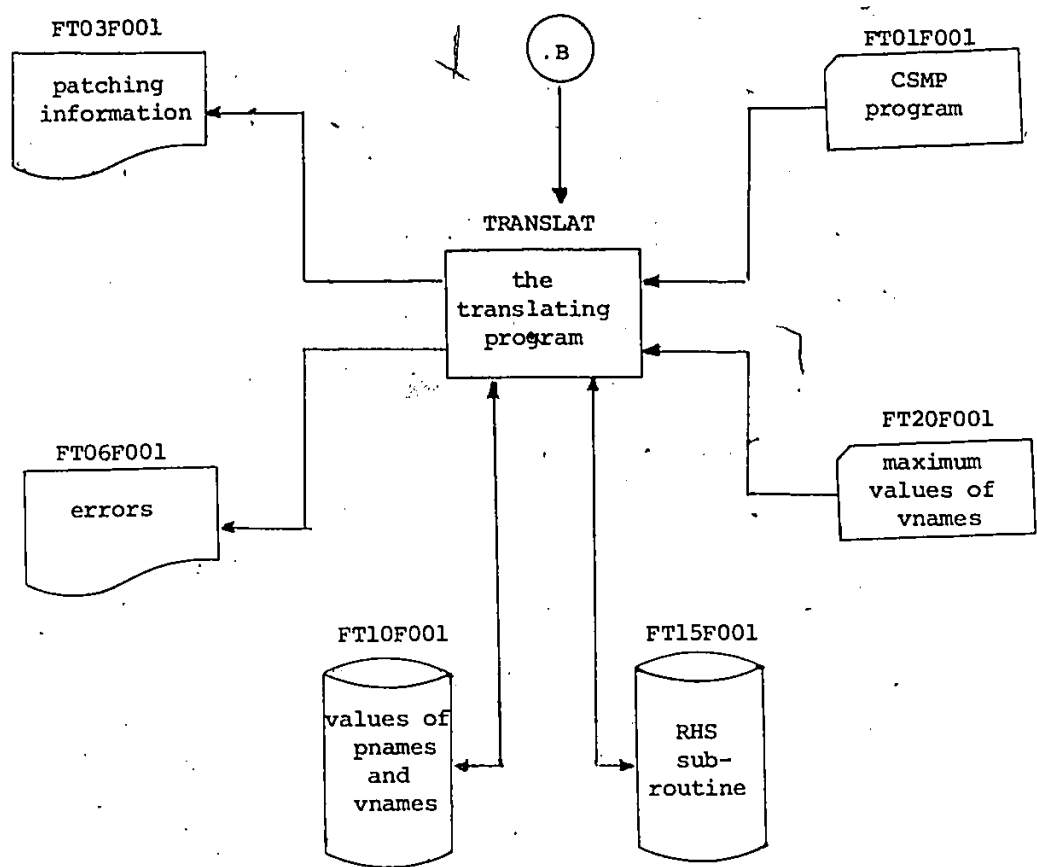 FT03F001
patching
information
.B
FT01F001
CSMP
program
TRANSLAT
the
translating
program
FT06F001
errors
FT20F001
maximum
values of
vnames
FT10F001
values of
pnames
and
vnames
FT15F001
RHS
sub-
routine